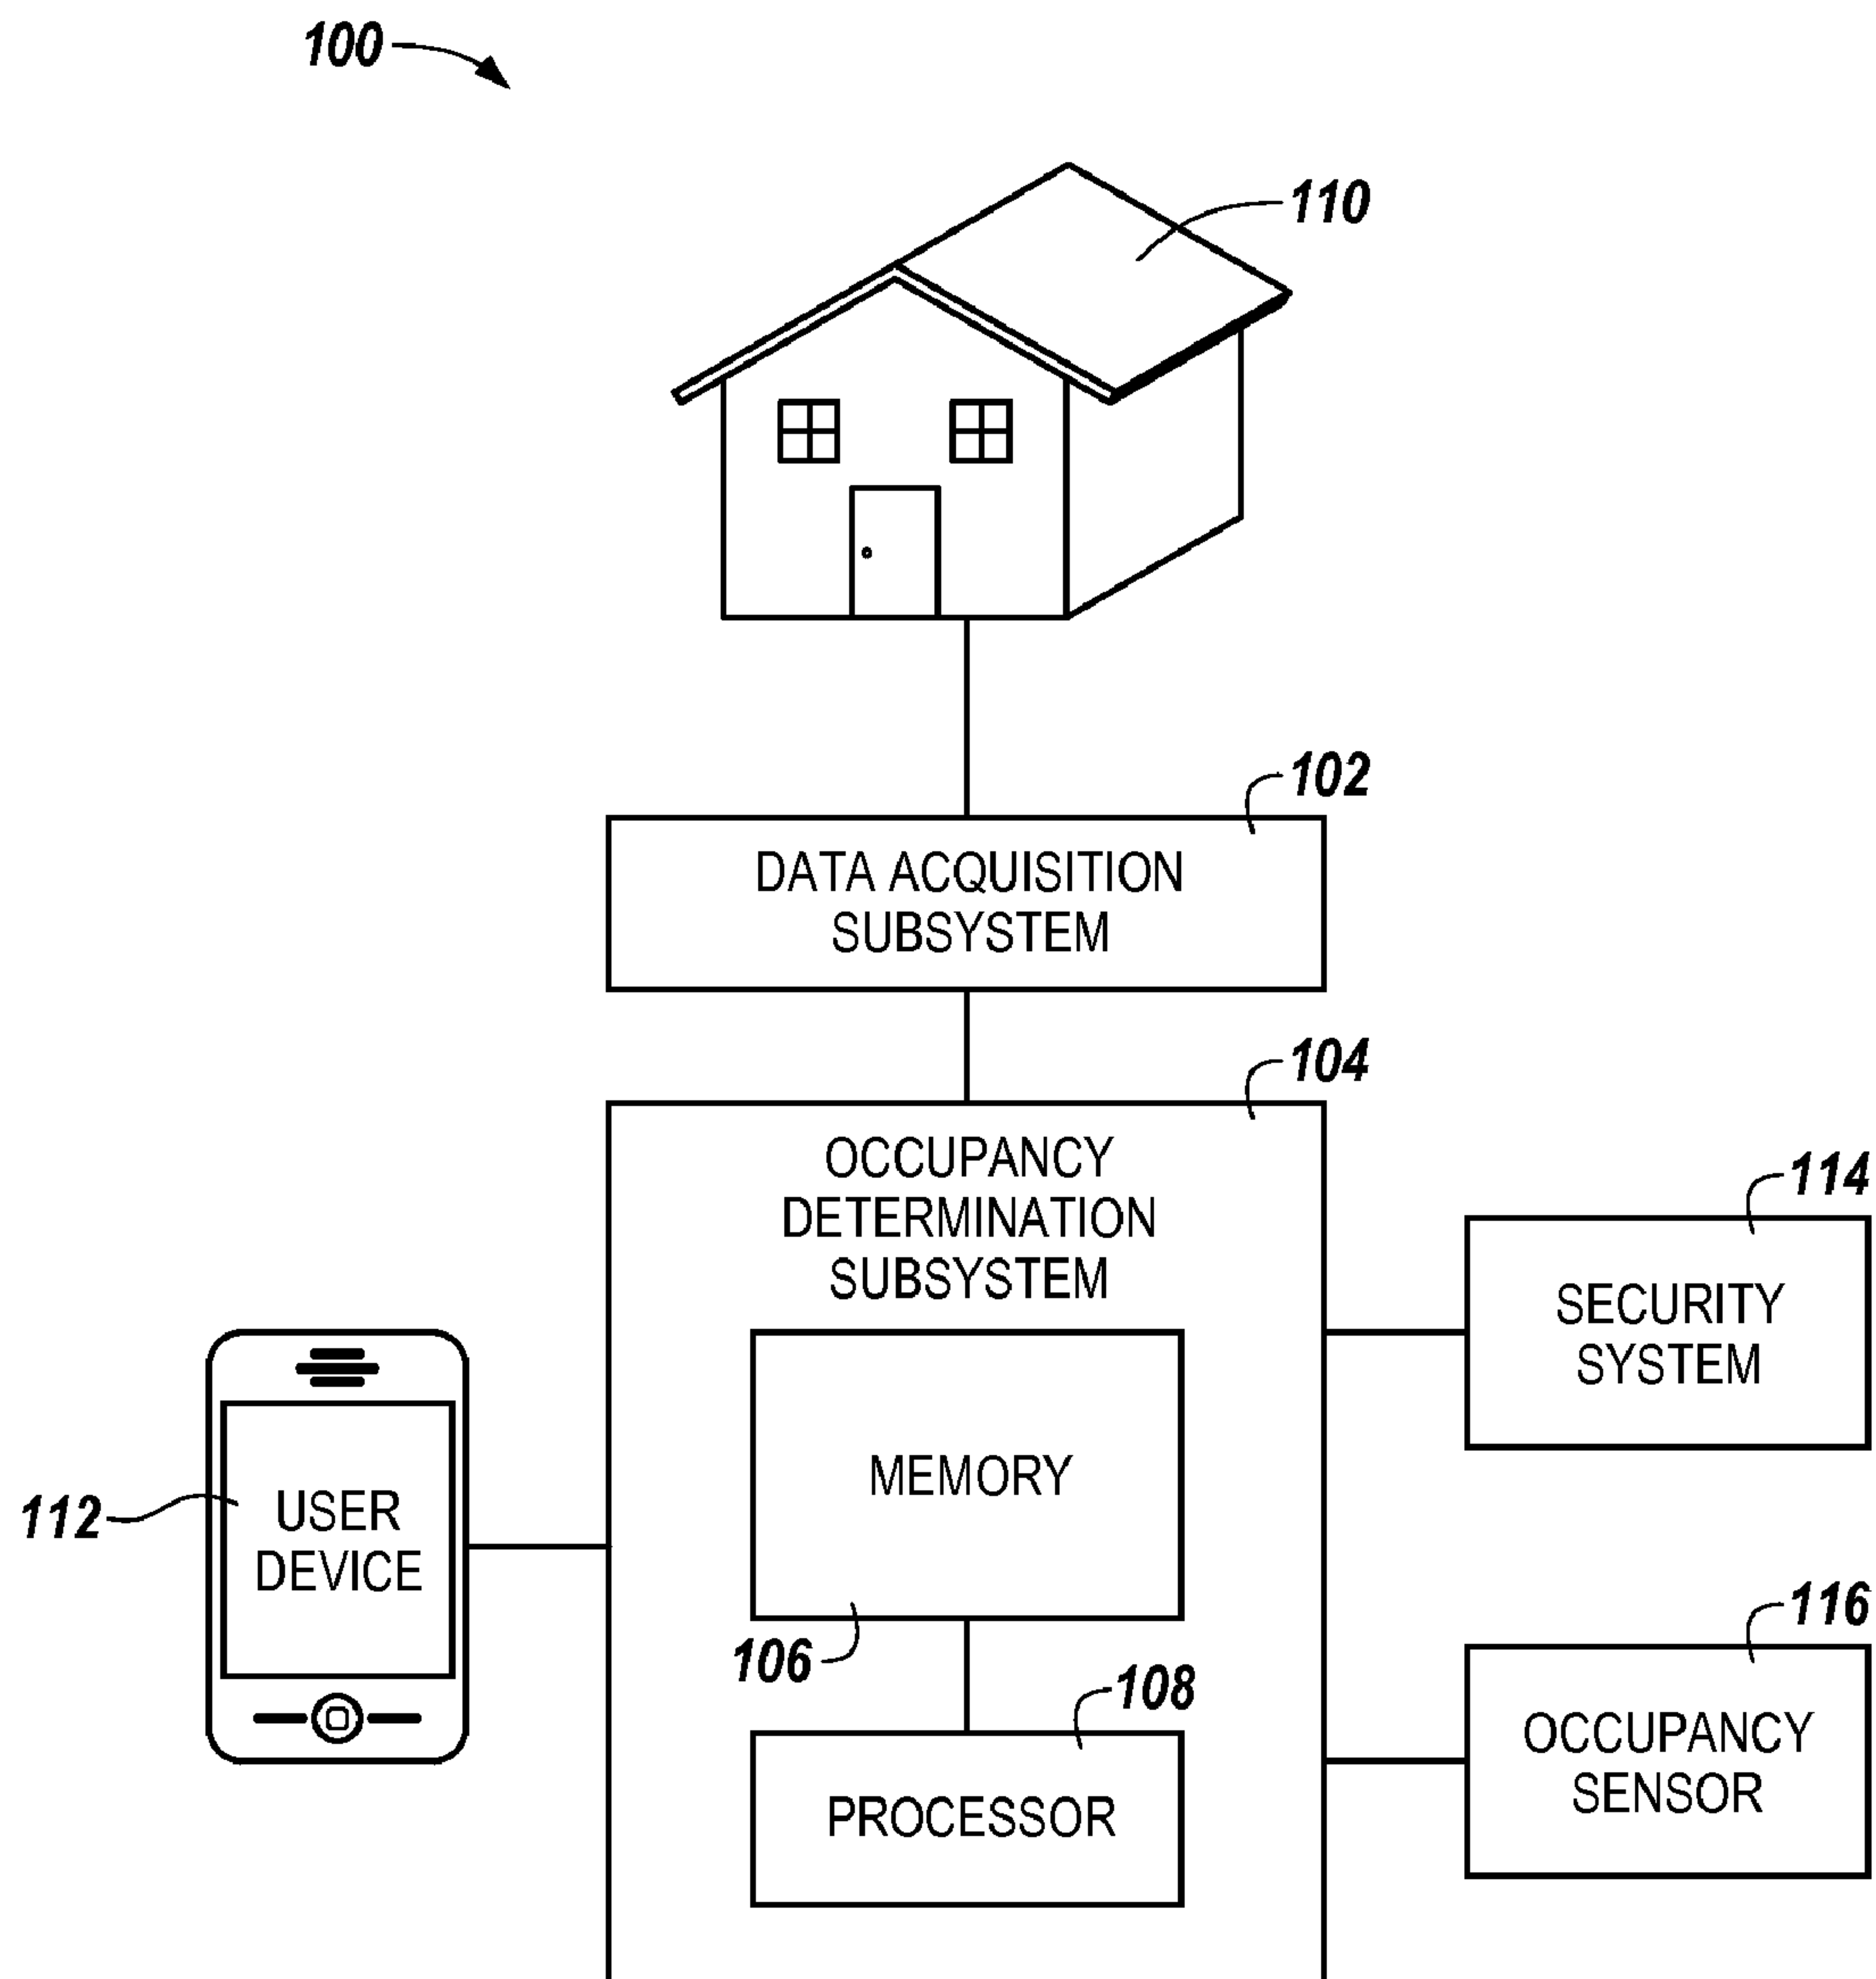 100
110
102
DATA ACQUISITION
SUBSYSTEM
104
OCCUPANCY
DETERMINATION
SUBSYSTEM
114
SECURITY
SYSTEM
MEMORY
112
USER
DEVICE
106
108
116
PROCESSOR
OCCUPANCY
SENSOR